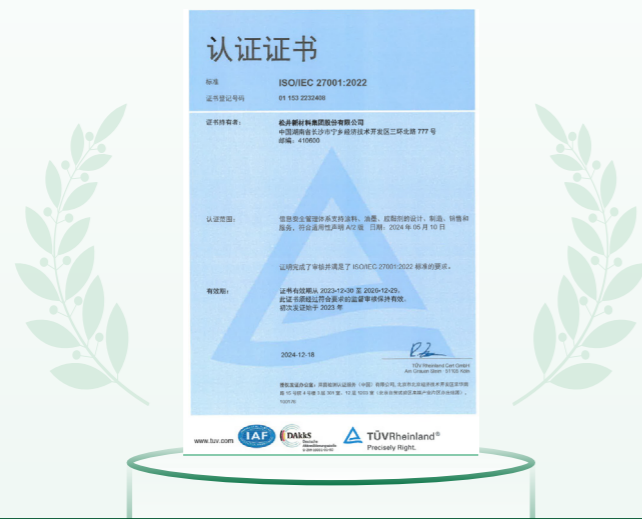 认证证书
标准 ISO/IEC 27001:2022
证书登记号码 01 153 2232408
证书持有者: 松井新材料集团股份有限公司
中国湖南省长沙市宁乡经济技术开发区三环北路 777 号
邮编:410600
认证范围: 信息安全管理体系支持涂料、油墨、胶黏剂的设计、制造、销售和
服务,符合适用性声明 A/2 版 日期:2024 年 05 月 10 日
证明完成了审核并满足了 ISO/IEC 27001:2022 标准的要求。
有效期: 证书有效期从 2023-12-30 至 2026-12-29。
此证书须经过符合要求的监督审核保持有效。
初次发证始于 2023 年
2024-12-18
TÜV Rheinland Cert GmbH
Am Grauen Stein · 51105 Köln
www.tuv.com
IAF
DAkkS
Deutsche
Akkreditierungsstelle
TÜVRheinland®
Precisely Right.